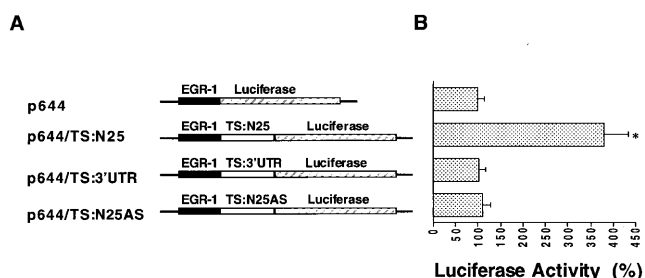 A
B
EGR-1 Luciferase
p644
EGR-1 TS:N25 Luciferase
p644/TS:N25
*
EGR-1 TS:3'UTR Luciferase
p644/TS:3'UTR
EGR-1 TS:N25AS Luciferase
p644/TS:N25AS
0 50 100 150 200 250 300 350 400 450
Luciferase Activity (%)